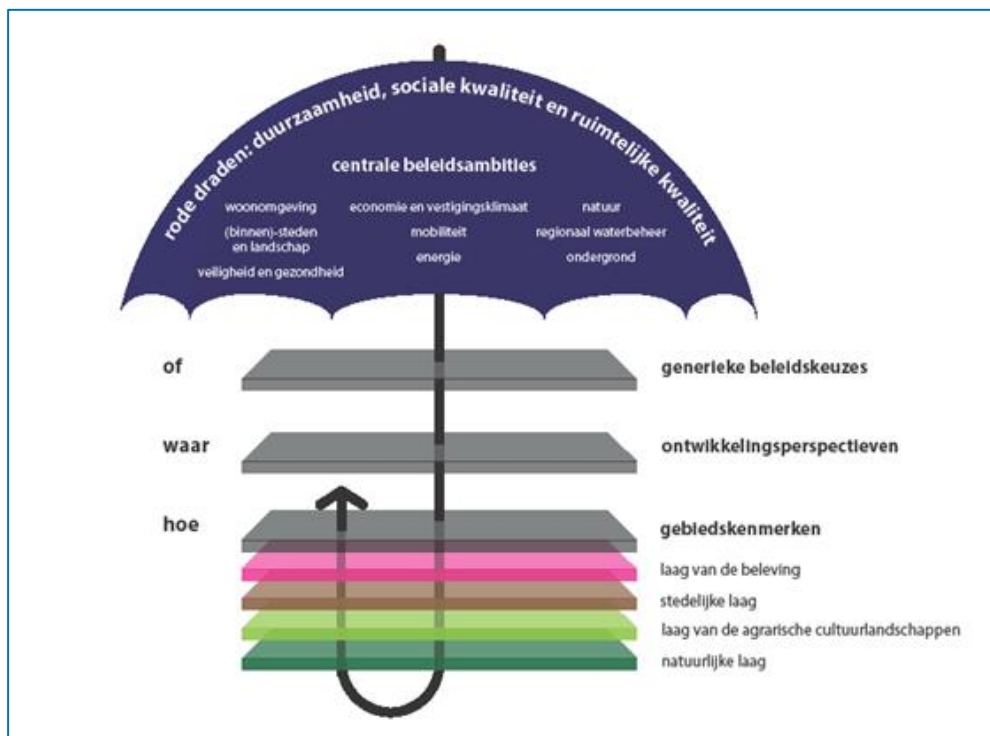 rode draden: duurzaamheid, sociale kwaliteit en ruimtelijke kwaliteit
centrale beleidsambities
woonomgeving
(binnen)-steden
en landschap
veiligheid en gezondheid
economie en vestigingsklimaat
mobiliteit
energie
natuur
regionaal waterbeheer
ondergrond
of
generieke beleidskeuzes
waar
ontwikkelingsperspectieven
hoe
gebiedskenmerken
laag van de beleving
stedelijke laag
laag van de agrarische cultuurlandschappen
natuurlijke laag